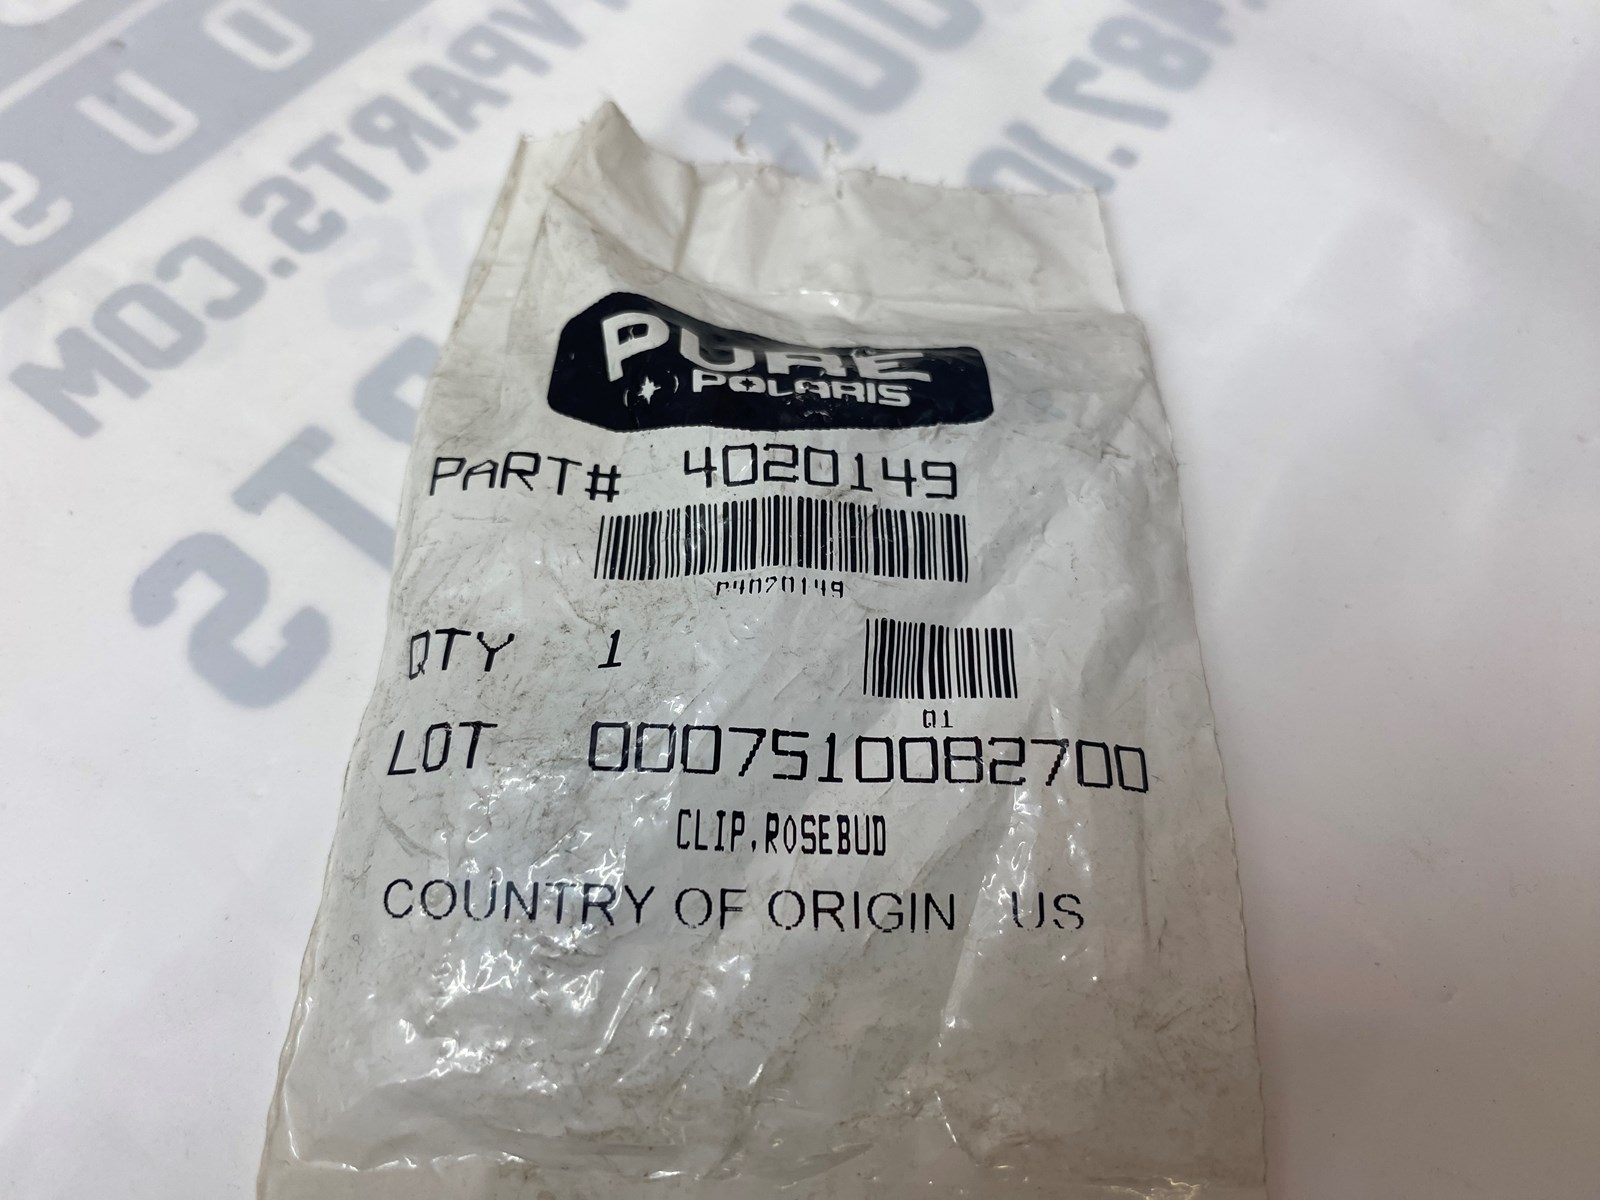 PURE
POLARIS
PART# 4020149
P4020149
QTY 1
Q1
LOT 0007510082700
CLIP,ROSEBUD
COUNTRY OF ORIGIN US